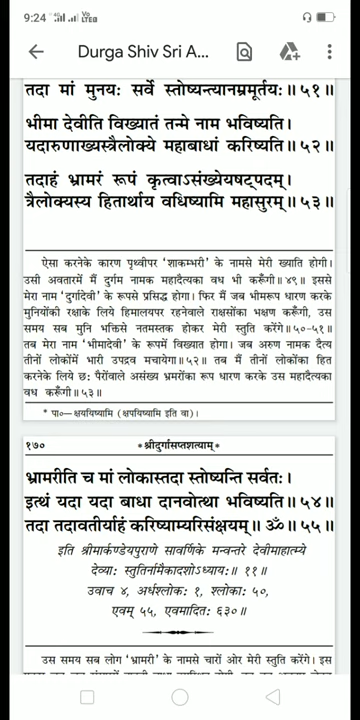 9:24
Vo LTEB
Durga Shiv Sri A...
तदा मां मुनयः सर्वे स्तोष्यन्त्यानम्रमूर्तयः॥ ५१॥
भीमा देवीति विख्यातं तन्मे नाम भविष्यति।
यदारुणाख्यस्त्रैलोक्ये महाबाधां करिष्यति॥ ५२॥
तदाहं भ्रामरं रूपं कृत्वाऽसंख्येयषट्पदम्।
त्रैलोक्यस्य हितार्थाय वधिष्यामि महासुरम्॥ ५३॥
ऐसा करनेके कारण पृथ्वीपर 'शाकम्भरी' के नामसे मेरी ख्याति होगी।
उसी अवतारमें मैं दुर्गम नामक महादैत्यका वध भी करूँगी॥ ४९॥ इससे
मेरा नाम 'दुर्गादेवी' के रूपसे प्रसिद्ध होगा। फिर मैं जब भीमरूप धारण करके
मुनियोंकी रक्षाके लिये हिमालयपर रहनेवाले राक्षसोंका भक्षण करूँगी, उस
समय सब मुनि भक्तिसे नतमस्तक होकर मेरी स्तुति करेंगे॥ ५०-५१॥
तब मेरा नाम 'भीमादेवी' के रूपमें विख्यात होगा। जब अरुण नामक दैत्य
तीनों लोकोंमें भारी उपद्रव मचायेगा॥ ५२॥ तब मैं तीनों लोकोंका हित
करनेके लिये छः पैरोंवाले असंख्य भ्रमरोंका रूप धारण करके उस महादैत्यका
वध करूँगी॥ ५३॥
* पा०—क्षययिष्यामि (क्षपयिष्यामि इति वा)।
१७० *श्रीदुर्गासप्तशत्याम्*
भ्रामरीति च मां लोकास्तदा स्तोष्यन्ति सर्वतः।
इत्थं यदा यदा बाधा दानवोत्था भविष्यति॥ ५४॥
तदा तदावतीर्याहं करिष्याम्यरिसंक्षयम्॥ ॐ॥ ५५॥
इति श्रीमार्कण्डेयपुराणे सावर्णिके मन्वन्तरे देवीमाहात्म्ये
देव्याः स्तुतिर्नामैकादशोऽध्यायः॥ ११॥
उवाच ४, अर्धश्लोकः १, श्लोकाः ५०,
एवम् ५५, एवमादितः ६३०॥
उस समय सब लोग 'भ्रामरी' के नामसे चारों ओर मेरी स्तुति करेंगे। इस